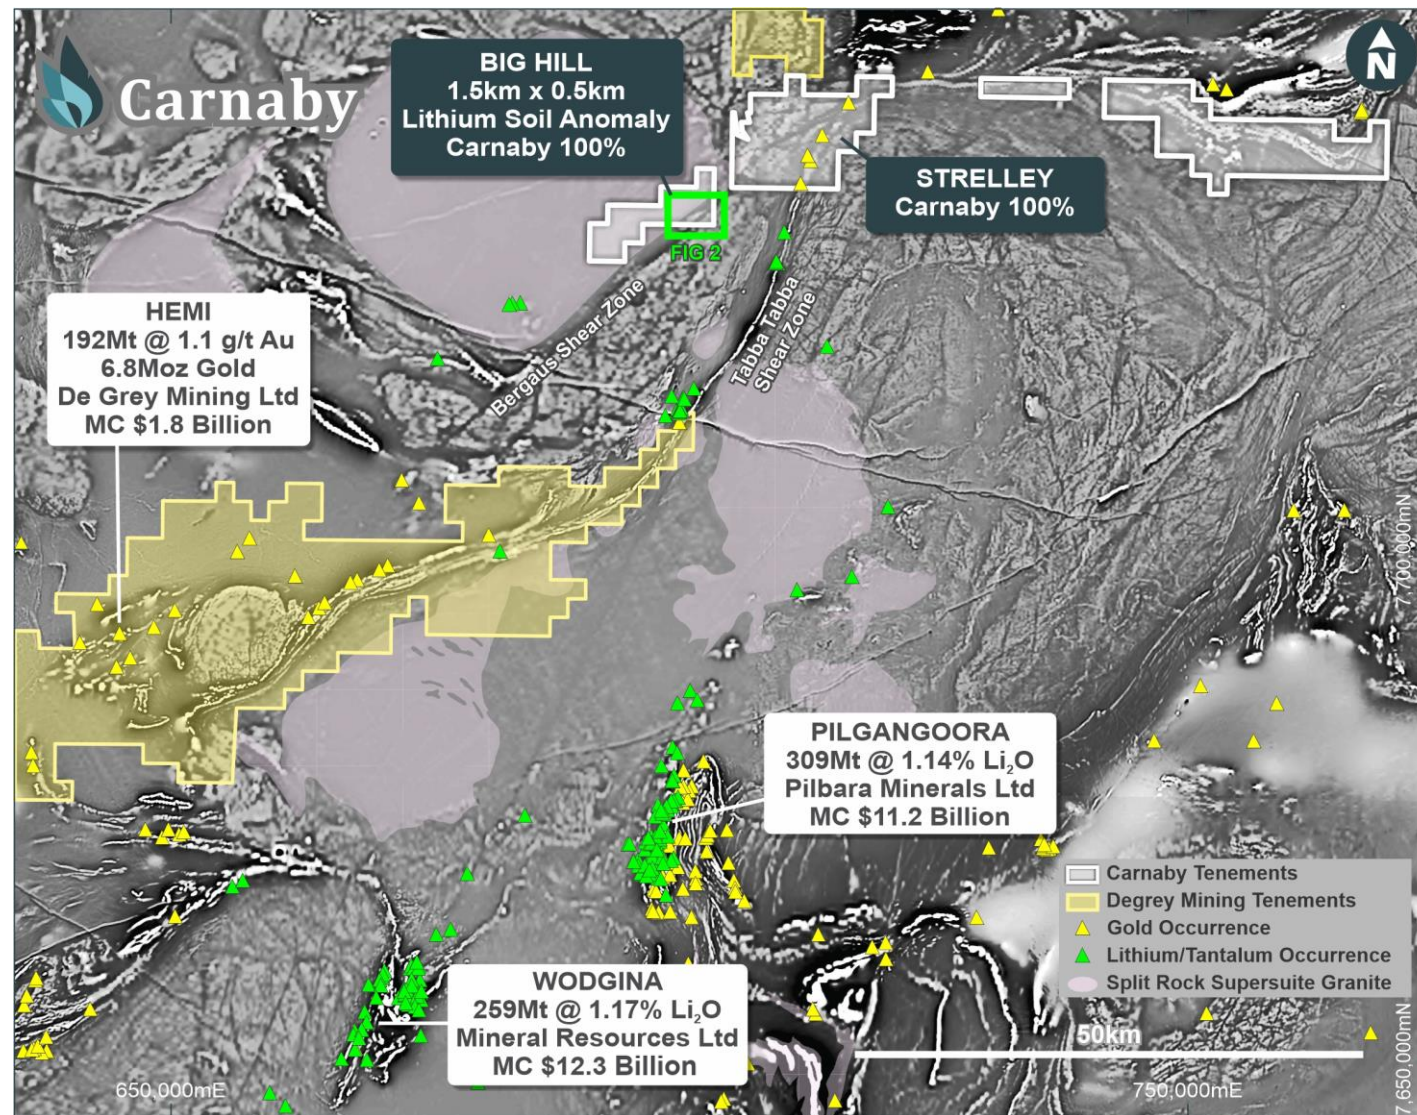 Carnaby
BIG HILL
1.5km x 0.5km
Lithium Soil Anomaly
Carnaby 100%
N
STRELLEY
Carnaby 100%
FIG 2
HEMI
192Mt @ 1.1 g/t Au
6.8Moz Gold
De Grey Mining Ltd
MC $1.8 Billion
Bergaus Shear Zone
Tabba Tabba
Shear Zone
7,700,000mN
PILGANGOORA
309Mt @ 1.14% Li₂O
Pilbara Minerals Ltd
MC $11.2 Billion
Carnaby Tenements
Degrey Mining Tenements
Gold Occurrence
Lithium/Tantalum Occurrence
Split Rock Supersuite Granite
WODGINA
259Mt @ 1.17% Li₂O
Mineral Resources Ltd
MC $12.3 Billion
50km
650,000mE
750,000mE
7,650,000mN